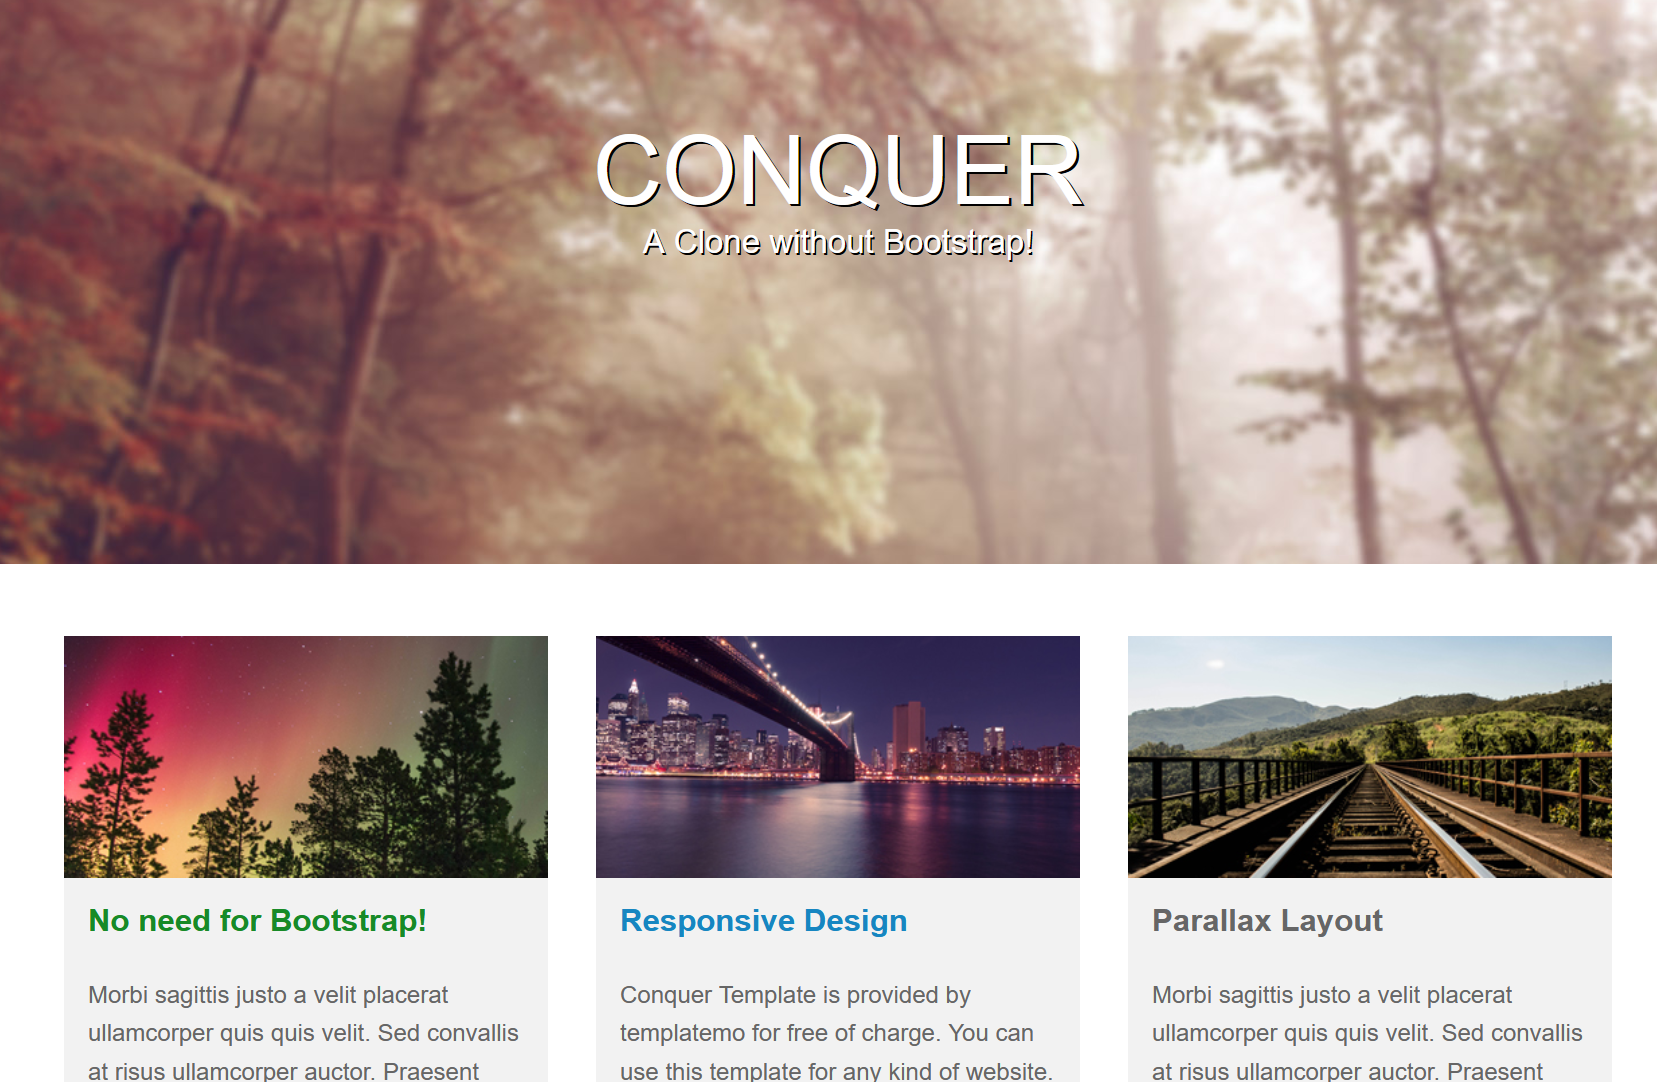 CONQUER
A Clone without Bootstrap!
No need for Bootstrap!
Morbi sagittis justo a velit placerat
ullamcorper quis quis velit. Sed convallis
at risus ullamcorper auctor. Praesent
Responsive Design
Conquer Template is provided by
templatemo for free of charge. You can
use this template for any kind of website.
Parallax Layout
Morbi sagittis justo a velit placerat
ullamcorper quis quis velit. Sed convallis
at risus ullamcorper auctor. Praesent